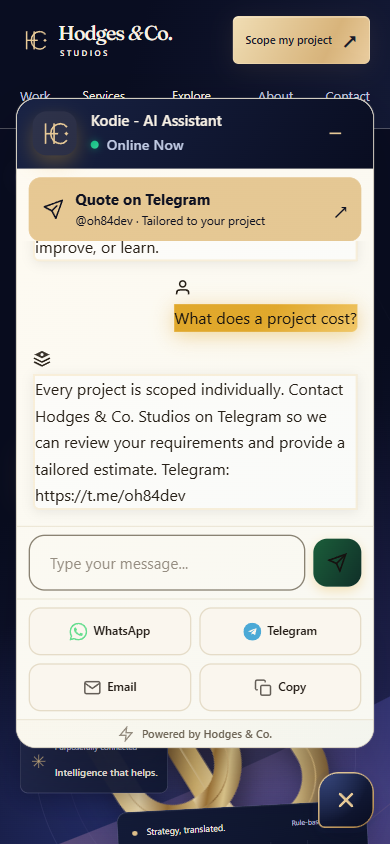 Hodges & Co.
STUDIOS
Scope my project ↗
Work Services Explore About Contact
Kodie - AI Assistant
Online Now
Quote on Telegram
@oh84dev · Tailored to your project ↗
improve, or learn.
What does a project cost?
Every project is scoped individually. Contact
Hodges & Co. Studios on Telegram so we
can review your requirements and provide a
tailored estimate. Telegram:
https://t.me/oh84dev
Type your message...
WhatsApp Telegram
Email Copy
Powered by Hodges & Co.
Purposefully connected
Intelligence that helps.
Strategy, translated.